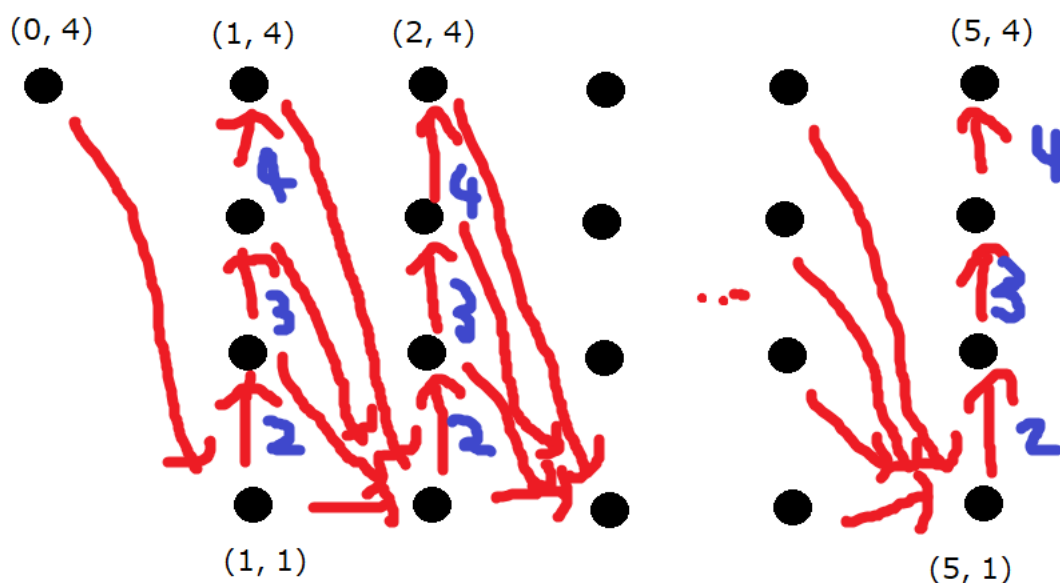 (0, 4) (1, 4) (2, 4) (5, 4)
4 4 4
3 3 3
2 2 2
(1, 1) (5, 1)